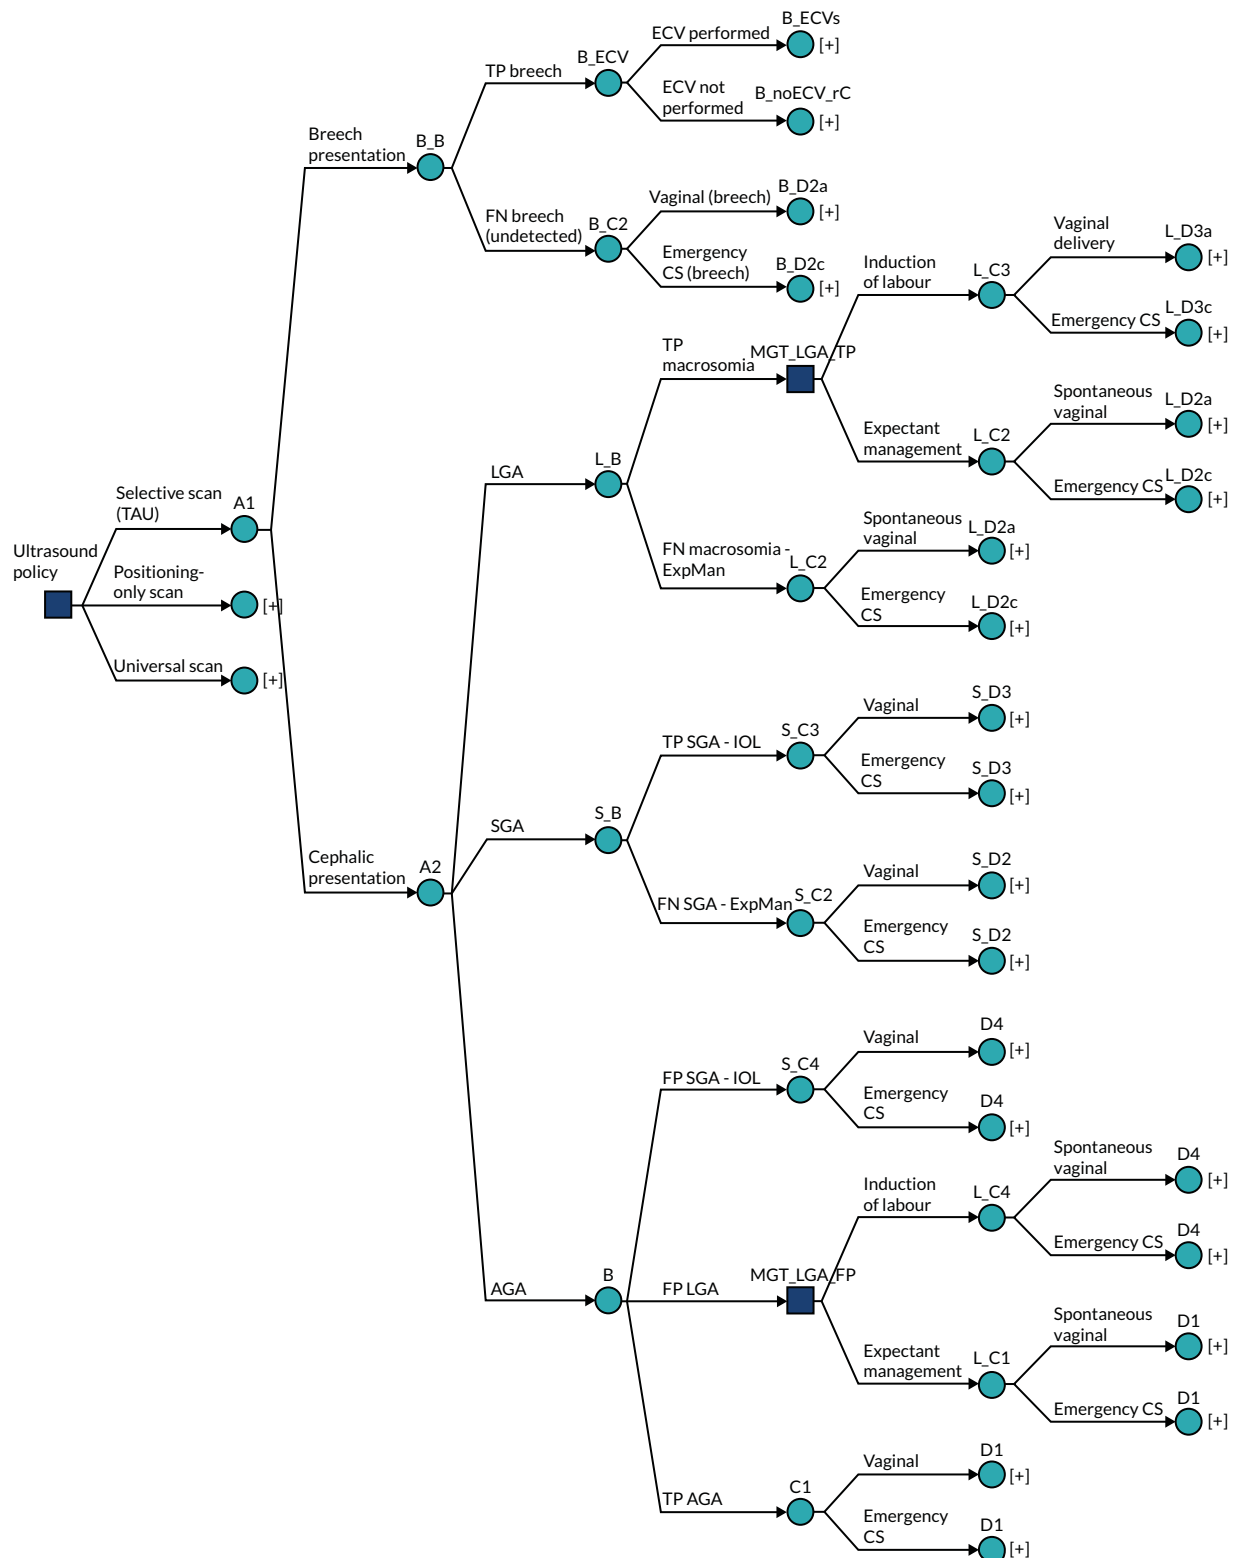 Ultrasound
policy
Selective scan
(TAU)
A1
Positioning-
only scan
[+]
Universal scan
[+]
Breech
presentation
B_B
TP breech
B_ECV
ECV performed
B_ECVs
[+]
ECV not
performed
B_noECV_rC
[+]
FN breech
(undetected)
B_C2
Vaginal (breech)
B_D2a
[+]
Emergency
CS (breech)
B_D2c
[+]
Cephalic
presentation
A2
LGA
L_B
TP
macrosomia
MGT_LGA_TP
Induction
of labour
L_C3
Vaginal
delivery
L_D3a
[+]
Emergency CS
L_D3c
[+]
Expectant
management
L_C2
Spontaneous
vaginal
L_D2a
[+]
Emergency CS
L_D2c
[+]
FN macrosomia -
ExpMan
L_C2
Spontaneous
vaginal
L_D2a
[+]
Emergency
CS
L_D2c
[+]
SGA
S_B
TP SGA - IOL
S_C3
Vaginal
S_D3
[+]
Emergency
CS
S_D3
[+]
FN SGA - ExpMan
S_C2
Vaginal
S_D2
[+]
Emergency
CS
S_D2
[+]
AGA
B
FP SGA - IOL
S_C4
Vaginal
D4
[+]
Emergency
CS
D4
[+]
FP LGA
MGT_LGA_FP
Induction
of labour
L_C4
Spontaneous
vaginal
D4
[+]
Emergency CS
D4
[+]
Expectant
management
L_C1
Spontaneous
vaginal
D1
[+]
Emergency CS
D1
[+]
TP AGA
C1
Vaginal
D1
[+]
Emergency
CS
D1
[+]